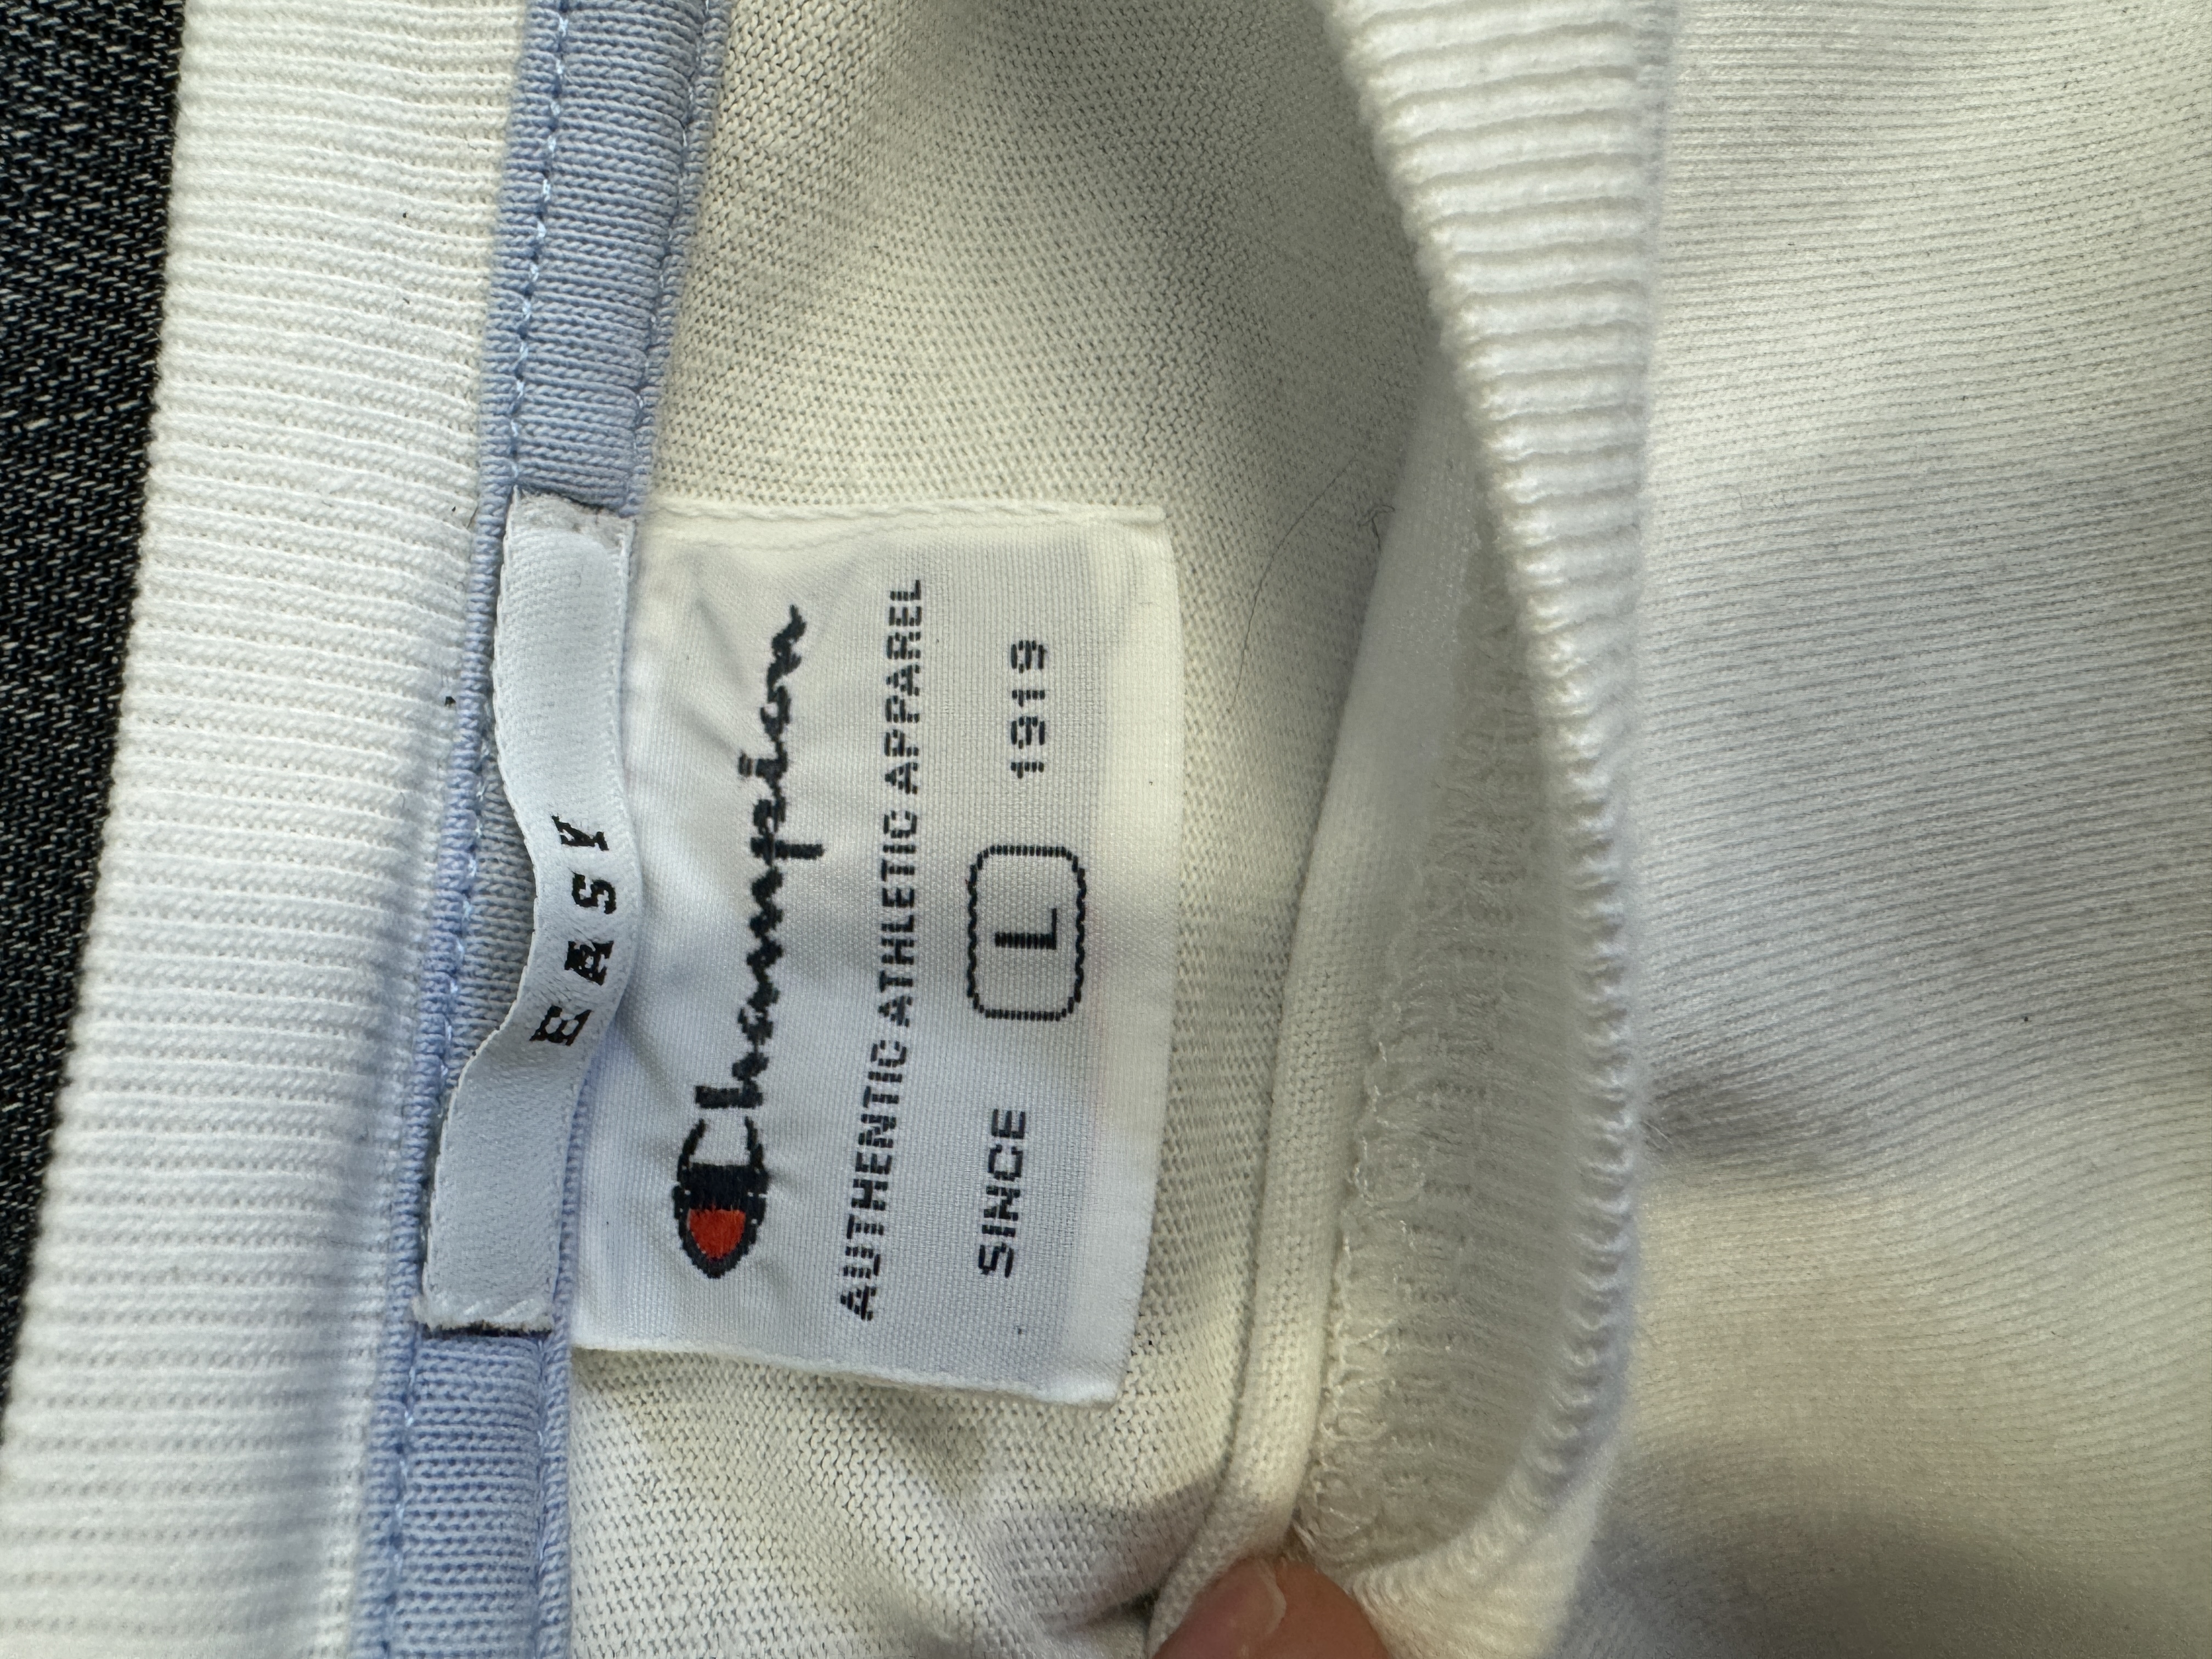 EASY
Champion
AUTHENTIC ATHLETIC APPAREL
SINCE L 1919